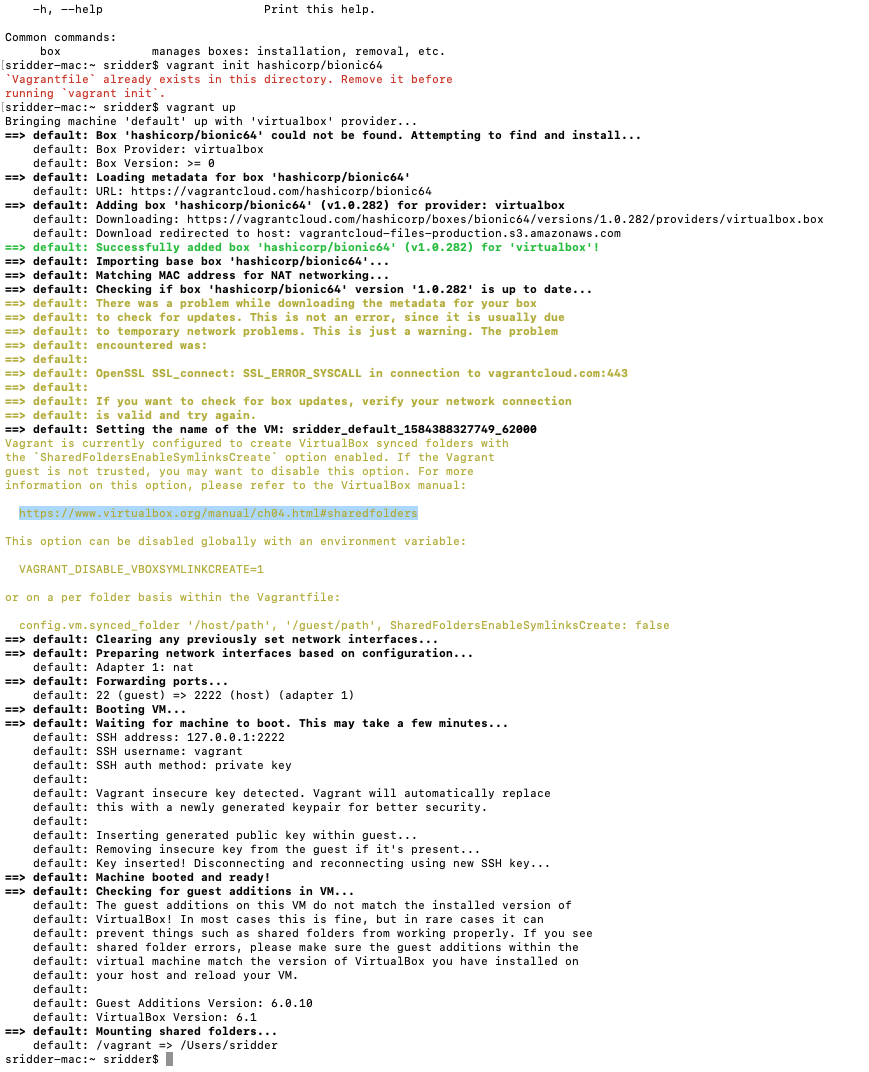 -h, --help                       Print this help.
Common commands:
     box             manages boxes: installation, removal, etc.
[sridder-mac:~ sridder$ vagrant init hashicorp/bionic64
`Vagrantfile` already exists in this directory. Remove it before
running `vagrant init`.
[sridder-mac:~ sridder$ vagrant up
Bringing machine 'default' up with 'virtualbox' provider...
==> default: Box 'hashicorp/bionic64' could not be found. Attempting to find and install...
    default: Box Provider: virtualbox
    default: Box Version: >= 0
==> default: Loading metadata for box 'hashicorp/bionic64'
    default: URL: https://vagrantcloud.com/hashicorp/bionic64
==> default: Adding box 'hashicorp/bionic64' (v1.0.282) for provider: virtualbox
    default: Downloading: https://vagrantcloud.com/hashicorp/boxes/bionic64/versions/1.0.282/providers/virtualbox.box
    default: Download redirected to host: vagrantcloud-files-production.s3.amazonaws.com
==> default: Successfully added box 'hashicorp/bionic64' (v1.0.282) for 'virtualbox'!
==> default: Importing base box 'hashicorp/bionic64'...
==> default: Matching MAC address for NAT networking...
==> default: Checking if box 'hashicorp/bionic64' version '1.0.282' is up to date...
==> default: There was a problem while downloading the metadata for your box
==> default: to check for updates. This is not an error, since it is usually due
==> default: to temporary network problems. This is just a warning. The problem
==> default: encountered was:
==> default:
==> default: OpenSSL SSL_connect: SSL_ERROR_SYSCALL in connection to vagrantcloud.com:443
==> default:
==> default: If you want to check for box updates, verify your network connection
==> default: is valid and try again.
==> default: Setting the name of the VM: sridder_default_1584388327749_62000
Vagrant is currently configured to create VirtualBox synced folders with
the `SharedFoldersEnableSymlinksCreate` option enabled. If the Vagrant
guest is not trusted, you may want to disable this option. For more
information on this option, please refer to the VirtualBox manual:
  https://www.virtualbox.org/manual/ch04.html#sharedfolders
This option can be disabled globally with an environment variable:
  VAGRANT_DISABLE_VBOXSYMLINKCREATE=1
or on a per folder basis within the Vagrantfile:
  config.vm.synced_folder '/host/path', '/guest/path', SharedFoldersEnableSymlinksCreate: false
==> default: Clearing any previously set network interfaces...
==> default: Preparing network interfaces based on configuration...
    default: Adapter 1: nat
==> default: Forwarding ports...
    default: 22 (guest) => 2222 (host) (adapter 1)
==> default: Booting VM...
==> default: Waiting for machine to boot. This may take a few minutes...
    default: SSH address: 127.0.0.1:2222
    default: SSH username: vagrant
    default: SSH auth method: private key
    default:
    default: Vagrant insecure key detected. Vagrant will automatically replace
    default: this with a newly generated keypair for better security.
    default:
    default: Inserting generated public key within guest...
    default: Removing insecure key from the guest if it's present...
    default: Key inserted! Disconnecting and reconnecting using new SSH key...
==> default: Machine booted and ready!
==> default: Checking for guest additions in VM...
    default: The guest additions on this VM do not match the installed version of
    default: VirtualBox! In most cases this is fine, but in rare cases it can
    default: prevent things such as shared folders from working properly. If you see
    default: shared folder errors, please make sure the guest additions within the
    default: virtual machine match the version of VirtualBox you have installed on
    default: your host and reload your VM.
    default:
    default: Guest Additions Version: 6.0.10
    default: VirtualBox Version: 6.1
==> default: Mounting shared folders...
    default: /vagrant => /Users/sridder
sridder-mac:~ sridder$